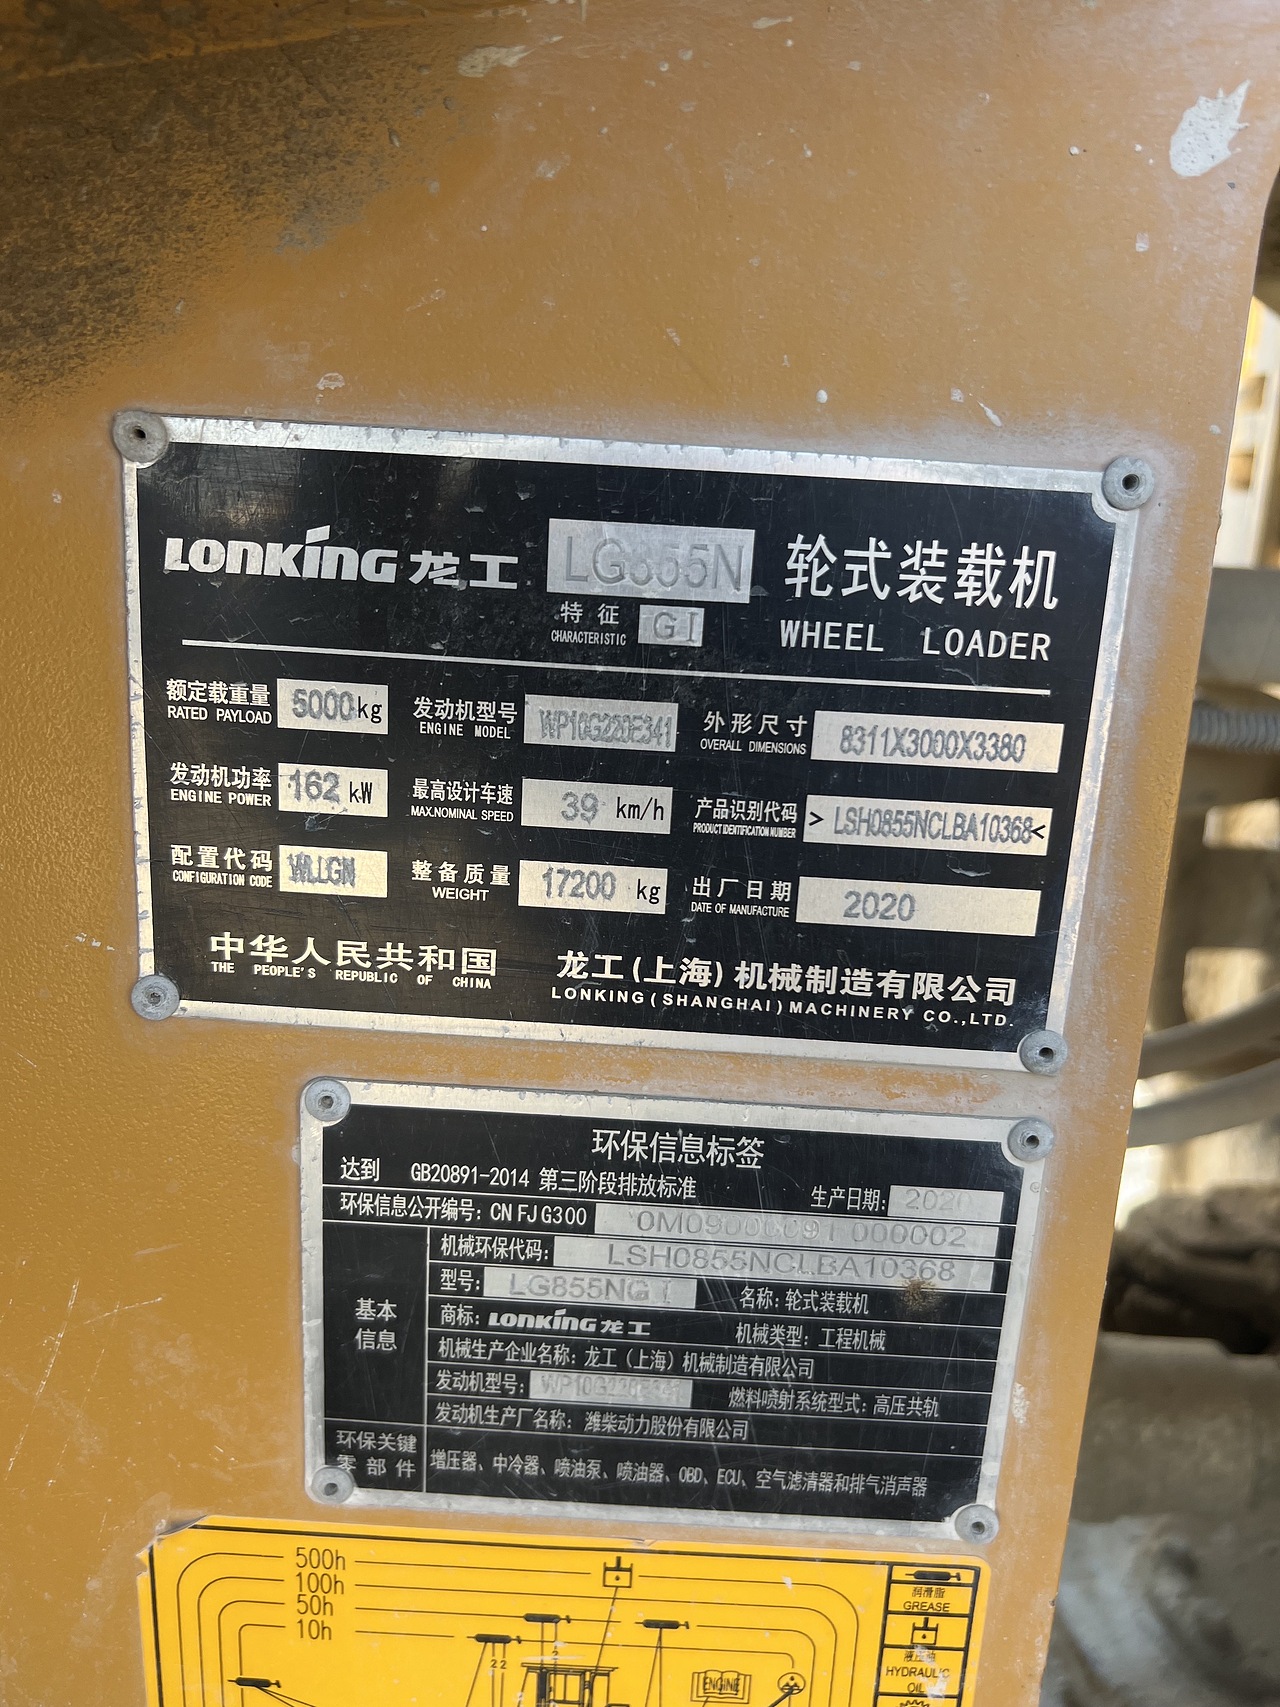 LONKING 龙工 LG855N 轮式装载机
特征 CHARACTERISTIC GI WHEEL LOADER
额定载重量 RATED PAYLOAD 5000kg 发动机型号 ENGINE MODEL WP10G220E341 外形尺寸 OVERALL DIMENSIONS 8311X3000X3380
发动机功率 ENGINE POWER 162 kW 最高设计车速 MAX.NOMINAL SPEED 39 km/h 产品识别代码 PRODUCT IDENTIFICATION NUMBER >LSH0855NCLBA10368<
配置代码 CONFIGURATION CODE 整备质量 WEIGHT 17200 kg 出厂日期 DATE OF MANUFACTURE 2020
中华人民共和国 龙工(上海)机械制造有限公司
THE PEOPLE'S REPUBLIC OF CHINA LONKING(SHANGHAI)MACHINERY CO.,LTD.
环保信息标签
达到 GB20891-2014 第三阶段排放标准 生产日期: 2020
环保信息公开编号: CN FJ G300 0M09000091 000002
机械环保代码: LSH0855NCLBA10368
型号: LG855NGI 名称: 轮式装载机
基本信息
商标: LONKING 龙工 机械类型: 工程机械
机械生产企业名称: 龙工(上海)机械制造有限公司
发动机型号: WP10G220E341 燃料喷射系统型式: 高压共轨
发动机生产厂名称: 潍柴动力股份有限公司
环保关键零部件 增压器、中冷器、喷油泵、喷油器、OBD、ECU、空气滤清器和排气消声器
500h
100h
50h
10h
润滑脂
GREASE
液压油
HYDRAULIC
OIL
2 2
2
ENGINE